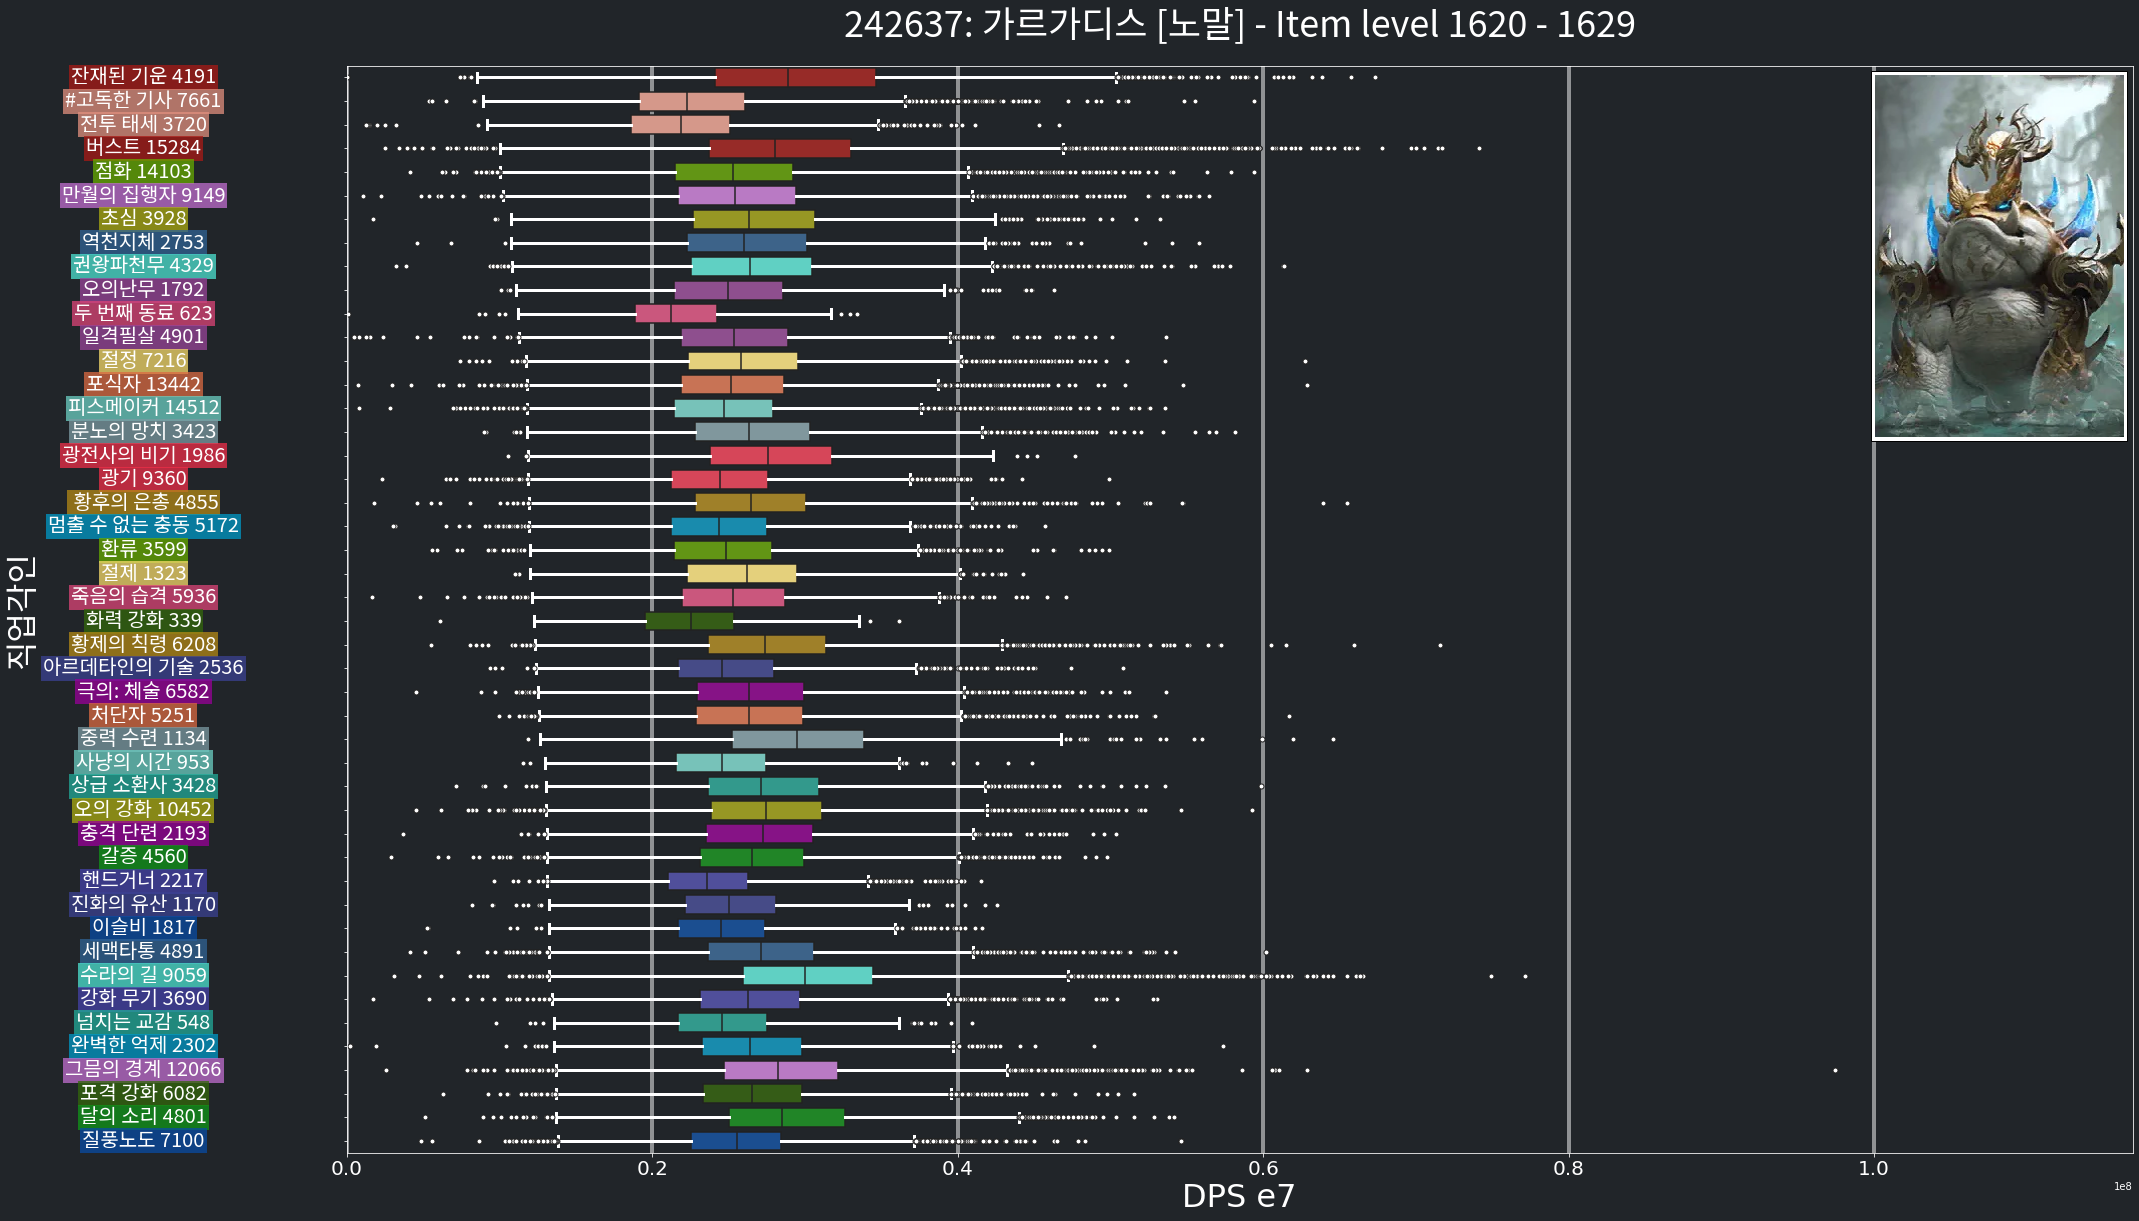 242637: 가르가디스 [노말] - Item level 1620 - 1629
잔재된 기운 4191
#고독한 기사 7661
전투 태세 3720
버스트 15284
점화 14103
만월의 집행자 9149
초심 3928
역천지체 2753
권왕파천무 4329
오의난무 1792
두 번째 동료 623
일격필살 4901
절정 7216
포식자 13442
피스메이커 14512
분노의 망치 3423
광전사의 비기 1986
광기 9360
황후의 은총 4855
멈출 수 없는 충동 5172
환류 3599
절제 1323
죽음의 습격 5936
화력 강화 339
황제의 칙령 6208
아르데타인의 기술 2536
극의: 체술 6582
처단자 5251
중력 수련 1134
사냥의 시간 953
상급 소환사 3428
오의 강화 10452
충격 단련 2193
갈증 4560
핸드거너 2217
진화의 유산 1170
이슬비 1817
세맥타통 4891
수라의 길 9059
강화 무기 3690
넘치는 교감 548
완벽한 억제 2302
그믐의 경계 12066
포격 강화 6082
달의 소리 4801
질풍노도 7100
직업각인
0.0 0.2 0.4 0.6 0.8 1.0
DPS e7
1e8